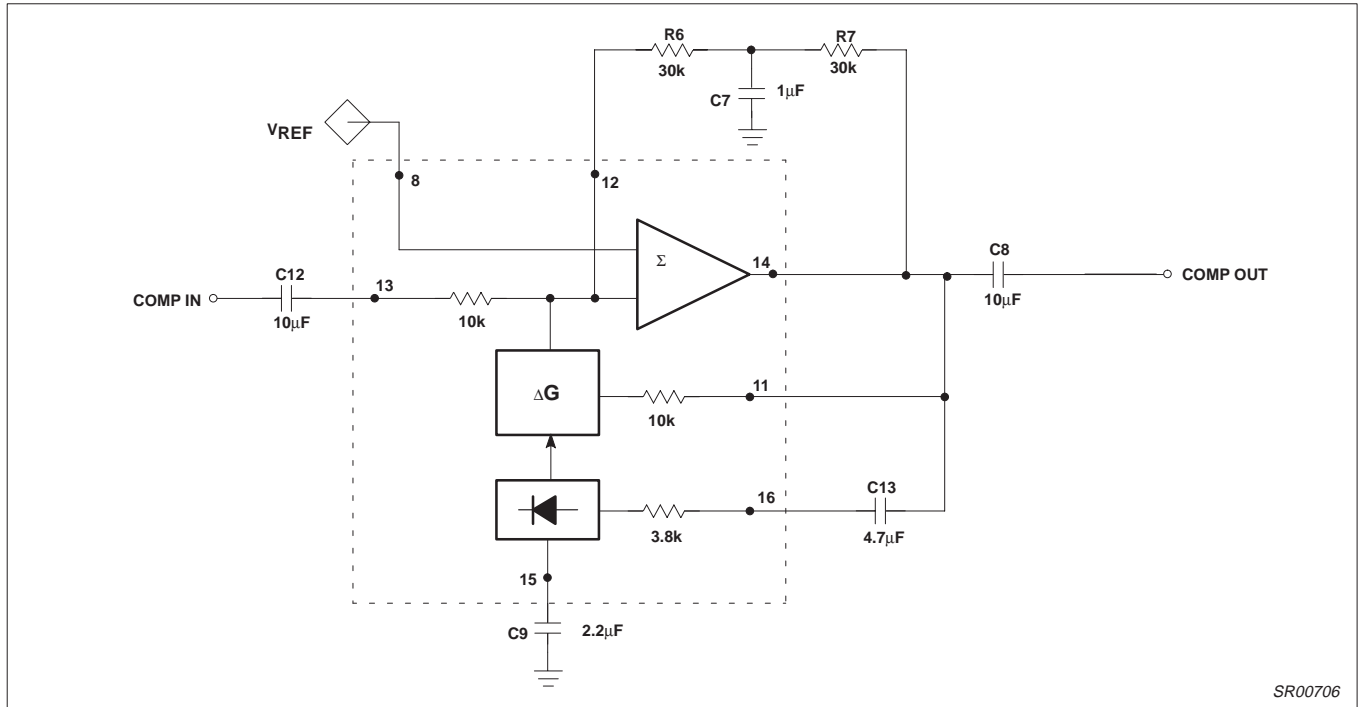 R6
R7
30k
30k
C7
1µF
VREF
8
12
Σ
14
C8
C12
13
COMP IN
COMP OUT
10µF
10k
10µF
ΔG
11
10k
C13
16
3.8k
4.7µF
15
C9
2.2µF
SR00706